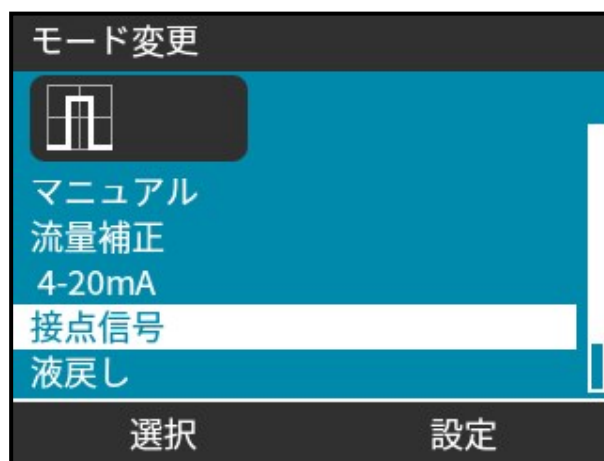 モード変更
マニュアル
流量補正
4-20mA
接点信号
液戻し
選択 設定